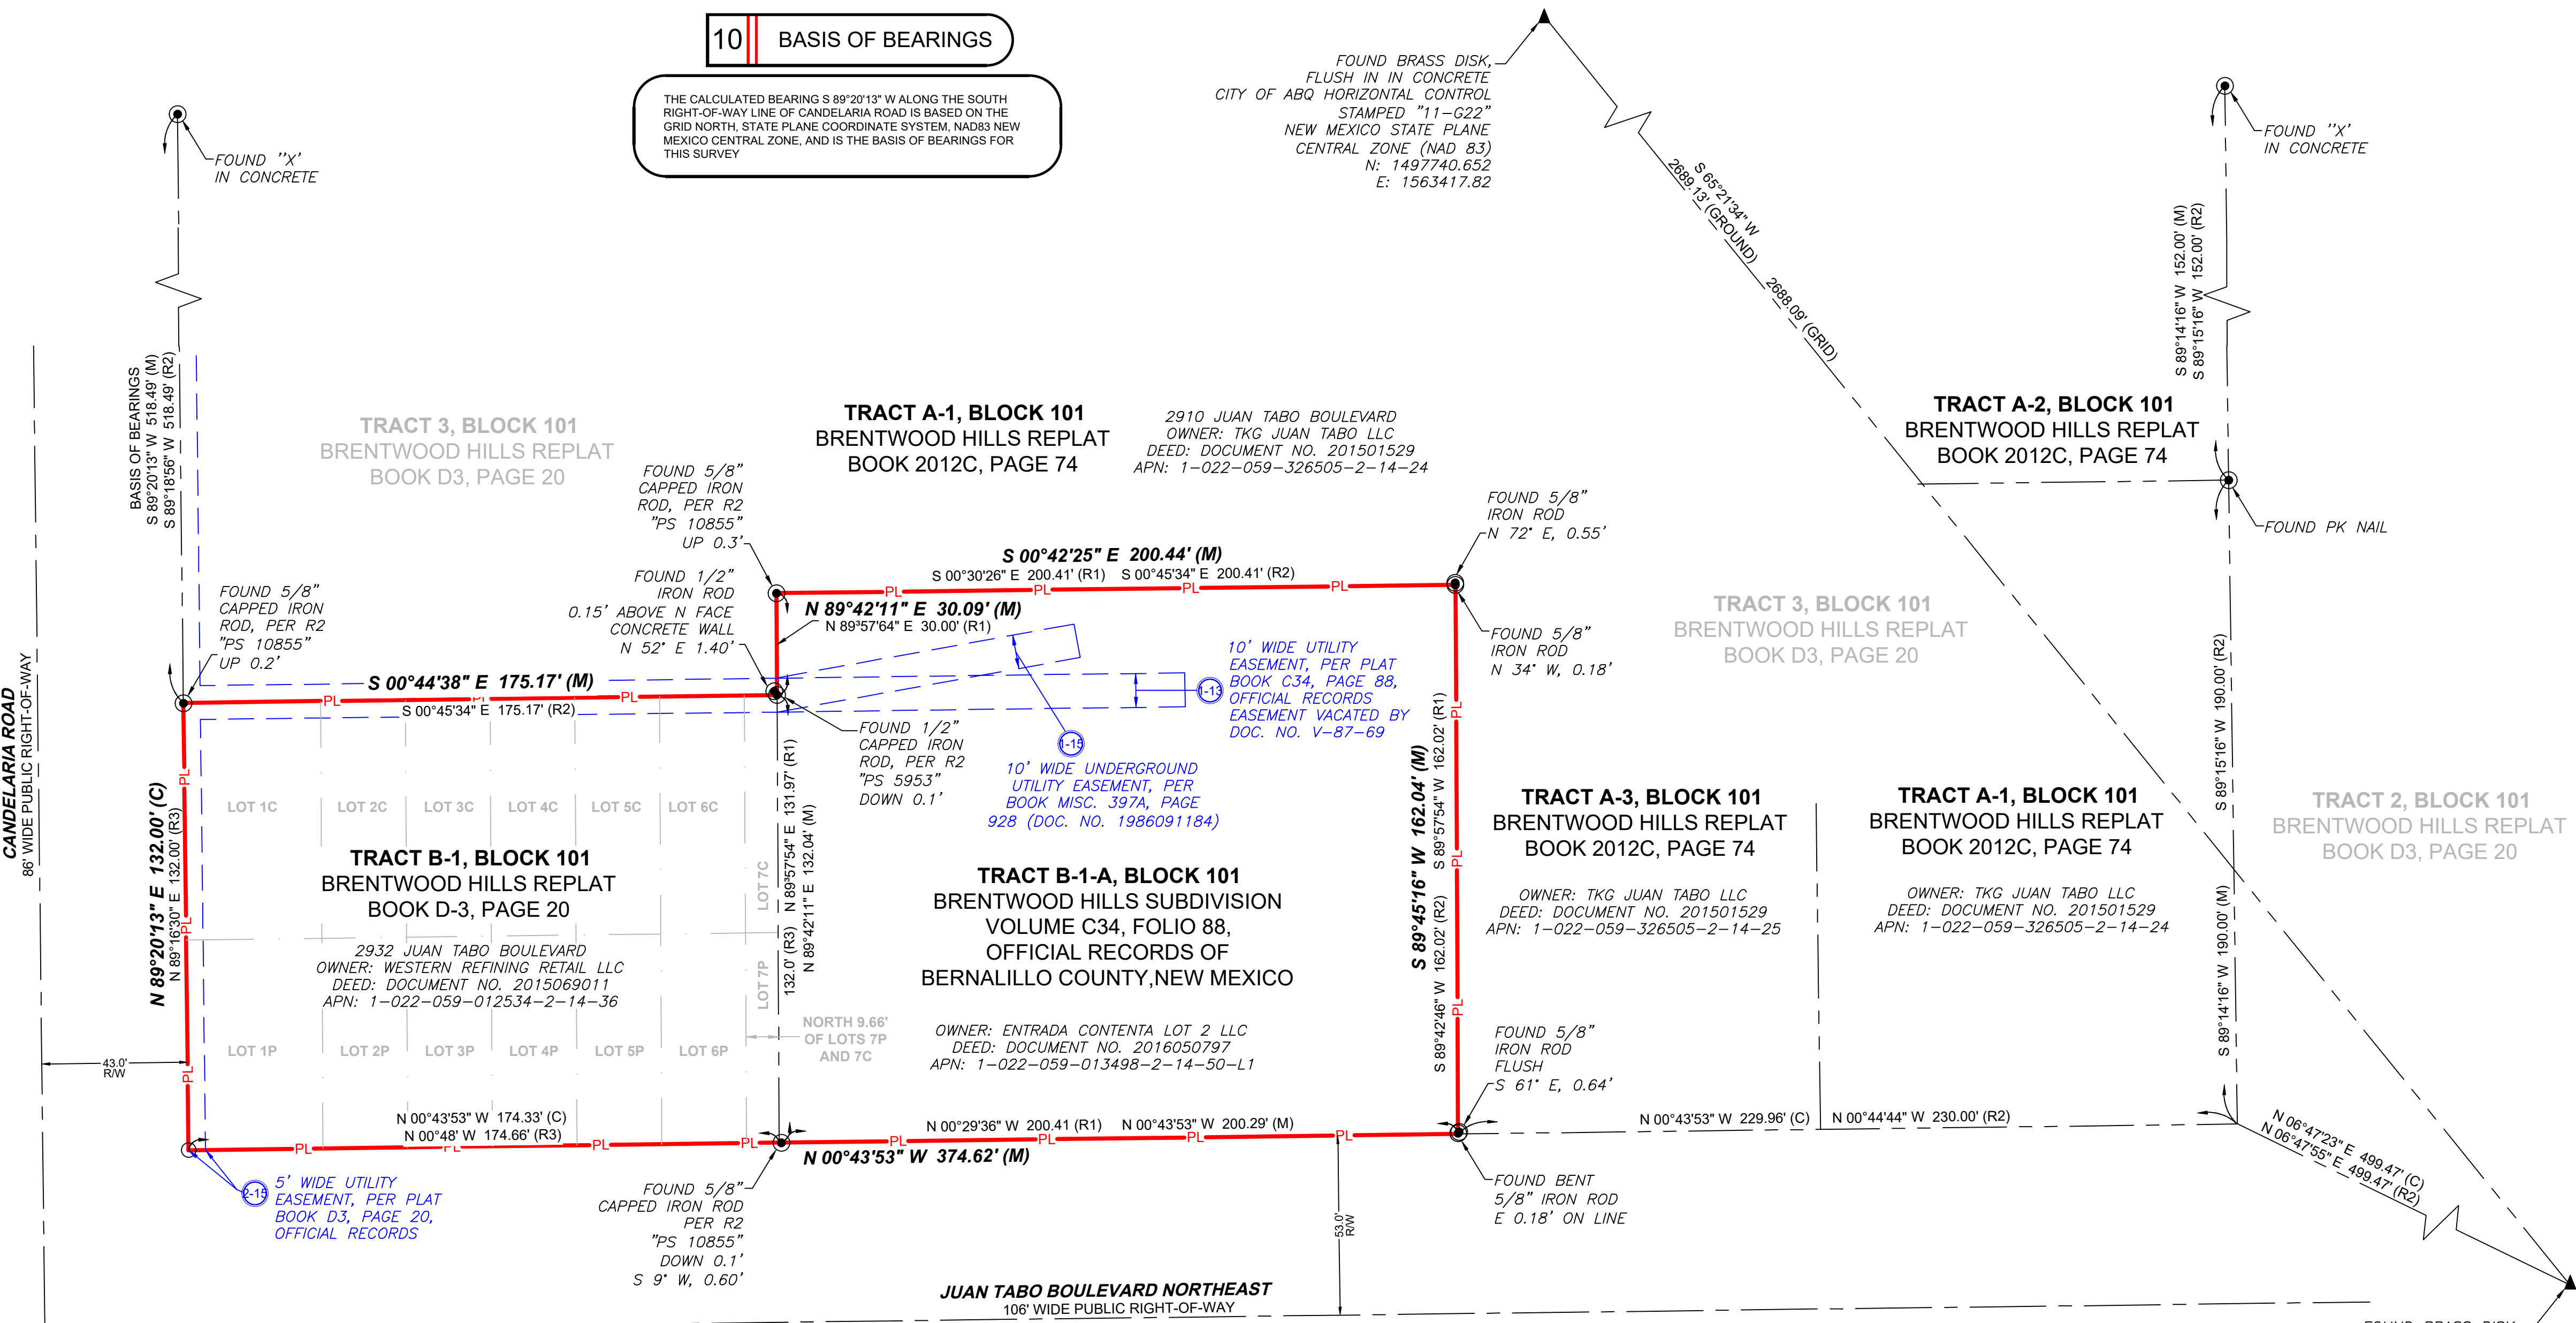 10 BASIS OF BEARINGS
THE CALCULATED BEARING S 89°20'13" W ALONG THE SOUTH
RIGHT-OF-WAY LINE OF CANDELARIA ROAD IS BASED ON THE
GRID NORTH, STATE PLANE COORDINATE SYSTEM, NAD83 NEW
MEXICO CENTRAL ZONE, AND IS THE BASIS OF BEARINGS FOR
THIS SURVEY
FOUND BRASS DISK,
FLUSH IN IN CONCRETE
CITY OF ABQ HORIZONTAL CONTROL
STAMPED "11-G22"
NEW MEXICO STATE PLANE
CENTRAL ZONE (NAD 83)
N: 1497740.652
E: 1563417.82
FOUND ''X'
IN CONCRETE
FOUND ''X'
IN CONCRETE
S 65°21'34" W
2689.13' (GROUND)
2688.09' (GRID)
S 89°14'16" W 152.00' (M)
S 89°15'16" W 152.00' (R2)
BASIS OF BEARINGS
S 89°20'13" W 518.49' (M)
S 89°18'56" W 518.49' (R2)
TRACT 3, BLOCK 101
BRENTWOOD HILLS REPLAT
BOOK D3, PAGE 20
TRACT A-1, BLOCK 101
BRENTWOOD HILLS REPLAT
BOOK 2012C, PAGE 74
2910 JUAN TABO BOULEVARD
OWNER: TKG JUAN TABO LLC
DEED: DOCUMENT NO. 201501529
APN: 1-022-059-326505-2-14-24
TRACT A-2, BLOCK 101
BRENTWOOD HILLS REPLAT
BOOK 2012C, PAGE 74
FOUND PK NAIL
FOUND 5/8"
CAPPED IRON
ROD, PER R2
"PS 10855"
UP 0.3'
FOUND 5/8"
IRON ROD
N 72° E, 0.55'
S 00°42'25" E 200.44' (M)
S 00°30'26" E 200.41' (R1) S 00°45'34" E 200.41' (R2)
PL PL PL PL
FOUND 1/2"
IRON ROD
0.15' ABOVE N FACE
CONCRETE WALL
N 52° E 1.40'
N 89°42'11" E 30.09' (M)
N 89°57'64" E 30.00' (R1)
FOUND 5/8"
CAPPED IRON
ROD, PER R2
"PS 10855"
UP 0.2'
FOUND 5/8"
IRON ROD
N 34° W, 0.18'
TRACT 3, BLOCK 101
BRENTWOOD HILLS REPLAT
BOOK D3, PAGE 20
S 00°44'38" E 175.17' (M)
PL PL PL
S 00°45'34" E 175.17' (R2)
10' WIDE UTILITY
EASEMENT, PER PLAT
BOOK C34, PAGE 88,
OFFICIAL RECORDS
EASEMENT VACATED BY
DOC. NO. V-87-69
1-13
1-15
10' WIDE UNDERGROUND
UTILITY EASEMENT, PER
BOOK MISC. 397A, PAGE
928 (DOC. NO. 1986091184)
FOUND 1/2"
CAPPED IRON
ROD, PER R2
"PS 5953"
DOWN 0.1'
CANDELARIA ROAD
86' WIDE PUBLIC RIGHT-OF-WAY
N 89°20'13" E 132.00' (C)
N 89°16'30" E 132.00' (R3)
PL PL PL
LOT 1C LOT 2C LOT 3C LOT 4C LOT 5C LOT 6C
LOT 7C
LOT 7P
132.0' (R3) N 89°57'54" E 131.97' (R1)
N 89°42'11" E 132.04' (M)
TRACT B-1, BLOCK 101
BRENTWOOD HILLS REPLAT
BOOK D-3, PAGE 20
2932 JUAN TABO BOULEVARD
OWNER: WESTERN REFINING RETAIL LLC
DEED: DOCUMENT NO. 2015069011
APN: 1-022-059-012534-2-14-36
LOT 1P LOT 2P LOT 3P LOT 4P LOT 5P LOT 6P
NORTH 9.66'
OF LOTS 7P
AND 7C
TRACT B-1-A, BLOCK 101
BRENTWOOD HILLS SUBDIVISION
VOLUME C34, FOLIO 88,
OFFICIAL RECORDS OF
BERNALILLO COUNTY,NEW MEXICO
OWNER: ENTRADA CONTENTA LOT 2 LLC
DEED: DOCUMENT NO. 2016050797
APN: 1-022-059-013498-2-14-50-L1
S 89°45'16" W 162.04' (M)
S 89°42'46" W 162.02' (R2) S 89°57'54" W 162.02' (R1)
PL PL PL
TRACT A-3, BLOCK 101
BRENTWOOD HILLS REPLAT
BOOK 2012C, PAGE 74
OWNER: TKG JUAN TABO LLC
DEED: DOCUMENT NO. 201501529
APN: 1-022-059-326505-2-14-25
TRACT A-1, BLOCK 101
BRENTWOOD HILLS REPLAT
BOOK 2012C, PAGE 74
OWNER: TKG JUAN TABO LLC
DEED: DOCUMENT NO. 201501529
APN: 1-022-059-326505-2-14-24
S 89°15'16" W 190.00' (R2)
S 89°14'16" W 190.00' (M)
TRACT 2, BLOCK 101
BRENTWOOD HILLS REPLAT
BOOK D3, PAGE 20
43.0'
R/W
FOUND 5/8"
IRON ROD
FLUSH
S 61° E, 0.64'
N 00°43'53" W 174.33' (C)
N 00°48' W 174.66' (R3)
PL PL PL PL
N 00°29'36" W 200.41 (R1) N 00°43'53" W 200.29' (M)
PL PL PL PL
N 00°43'53" W 374.62' (M)
N 00°43'53" W 229.96' (C) N 00°44'44" W 230.00' (R2)
N 06°47'23" E 499.47' (C)
N 06°47'55" E 499.47' (R2)
2-15
5' WIDE UTILITY
EASEMENT, PER PLAT
BOOK D3, PAGE 20,
OFFICIAL RECORDS
FOUND 5/8"
CAPPED IRON ROD
PER R2
"PS 10855"
DOWN 0.1'
S 9° W, 0.60'
FOUND BENT
5/8" IRON ROD
E 0.18' ON LINE
53.0'
R/W
JUAN TABO BOULEVARD NORTHEAST
106' WIDE PUBLIC RIGHT-OF-WAY